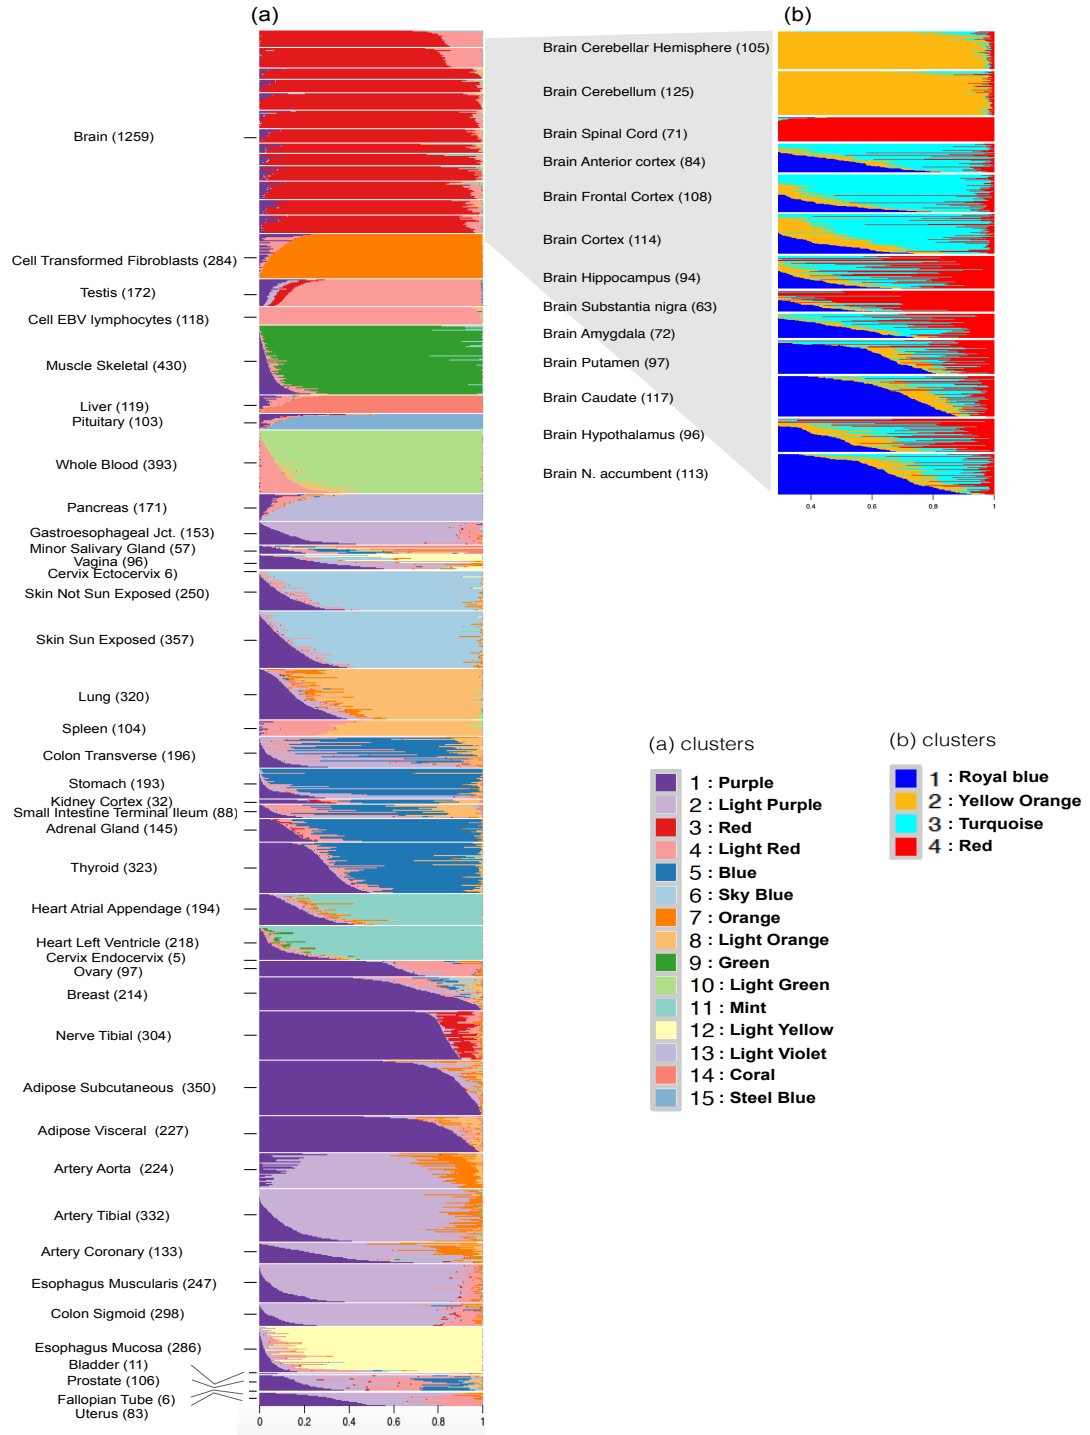 (a)
Brain (1259)
Cell Transformed Fibroblasts (284)
Testis (172)
Cell EBV lymphocytes (118)
Muscle Skeletal (430)
Liver (119)
Pituitary (103)
Whole Blood (393)
Pancreas (171)
Gastroesophageal Jct. (153)
Minor Salivary Gland (57)
Vagina (96)
Cervix Ectocervix 6)
Skin Not Sun Exposed (250)
Skin Sun Exposed (357)
Lung (320)
Spleen (104)
Colon Transverse (196)
Stomach (193)
Kidney Cortex (32)
Small Intestine Terminal Ileum (88)
Adrenal Gland (145)
Thyroid (323)
Heart Atrial Appendage (194)
Heart Left Ventricle (218)
Cervix Endocervix (5)
Ovary (97)
Breast (214)
Nerve Tibial (304)
Adipose Subcutaneous (350)
Adipose Visceral (227)
Artery Aorta (224)
Artery Tibial (332)
Artery Coronary (133)
Esophagus Muscularis (247)
Colon Sigmoid (298)
Esophagus Mucosa (286)
Bladder (11)
Prostate (106)
Fallopian Tube (6)
Uterus (83)
0 0.2 0.4 0.6 0.8 1
(b)
Brain Cerebellar Hemisphere (105)
Brain Cerebellum (125)
Brain Spinal Cord (71)
Brain Anterior cortex (84)
Brain Frontal Cortex (108)
Brain Cortex (114)
Brain Hippocampus (94)
Brain Substantia nigra (63)
Brain Amygdala (72)
Brain Putamen (97)
Brain Caudate (117)
Brain Hypothalamus (96)
Brain N. accumbent (113)
0.4 0.6 0.8 1
(a) clusters
1 : Purple
2 : Light Purple
3 : Red
4 : Light Red
5 : Blue
6 : Sky Blue
7 : Orange
8 : Light Orange
9 : Green
10 : Light Green
11 : Mint
12 : Light Yellow
13 : Light Violet
14 : Coral
15 : Steel Blue
(b) clusters
1 : Royal blue
2 : Yellow Orange
3 : Turquoise
4 : Red